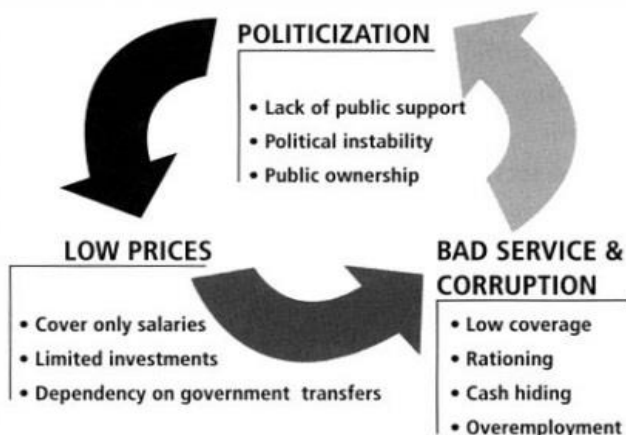 POLITICIZATION
• Lack of public support
• Political instability
• Public ownership
LOW PRICES
• Cover only salaries
• Limited investments
• Dependency on government transfers
BAD SERVICE &
CORRUPTION
• Low coverage
• Rationing
• Cash hiding
• Overemployment